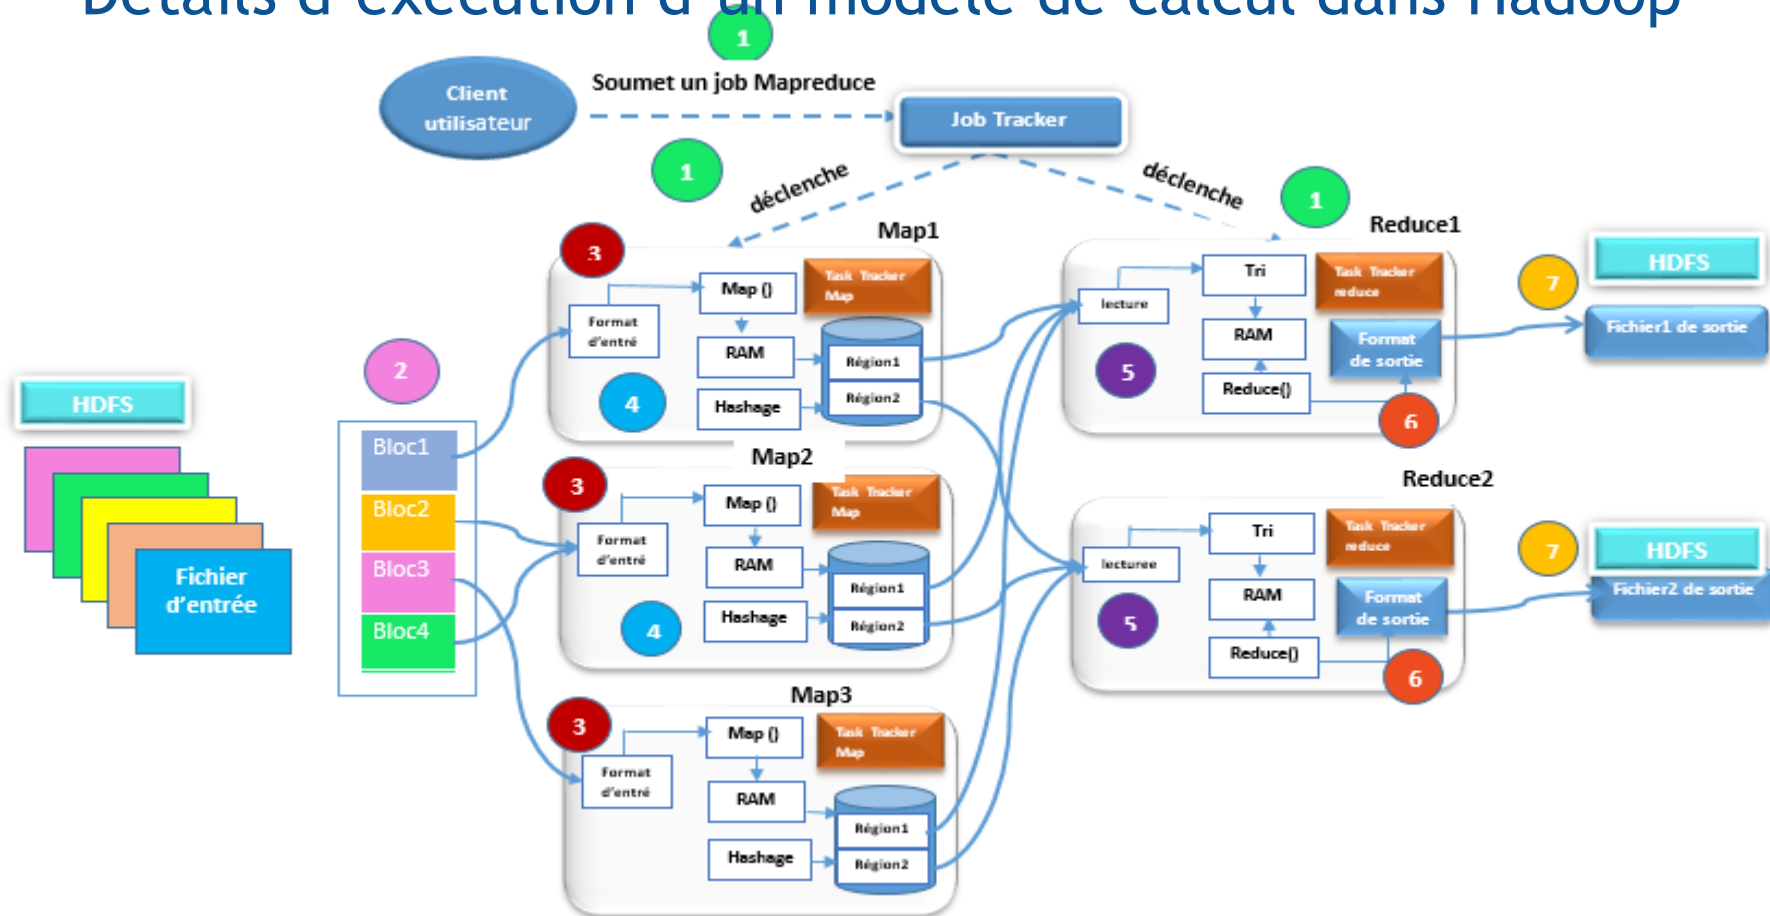 Détails d'exécution d'un modèle de calcul dans Hadoop
1
Soumet un job Mapreduce
Client
utilisateur
Job Tracker
1
déclenche
déclenche
1
Map1
3
Map ()
Task Tracker
Map
Format
d'entré
RAM
Région1
4
Hashage
Région2
Reduce1
Tri
Task Tracker
reduce
lecture
RAM
Format
de sortie
5
Reduce()
6
7
HDFS
Fichier1 de sortie
2
HDFS
Fichier
d'entrée
Bloc1
Bloc2
Bloc3
Bloc4
Map2
3
Map ()
Task Tracker
Map
Format
d'entré
RAM
Région1
4
Hashage
Région2
Reduce2
Tri
Task Tracker
reduce
lecturee
RAM
Format
de sortie
5
Reduce()
6
7
HDFS
Fichier2 de sortie
Map3
3
Map ()
Task Tracker
Map
Format
d'entré
RAM
Région1
Hashage
Région2